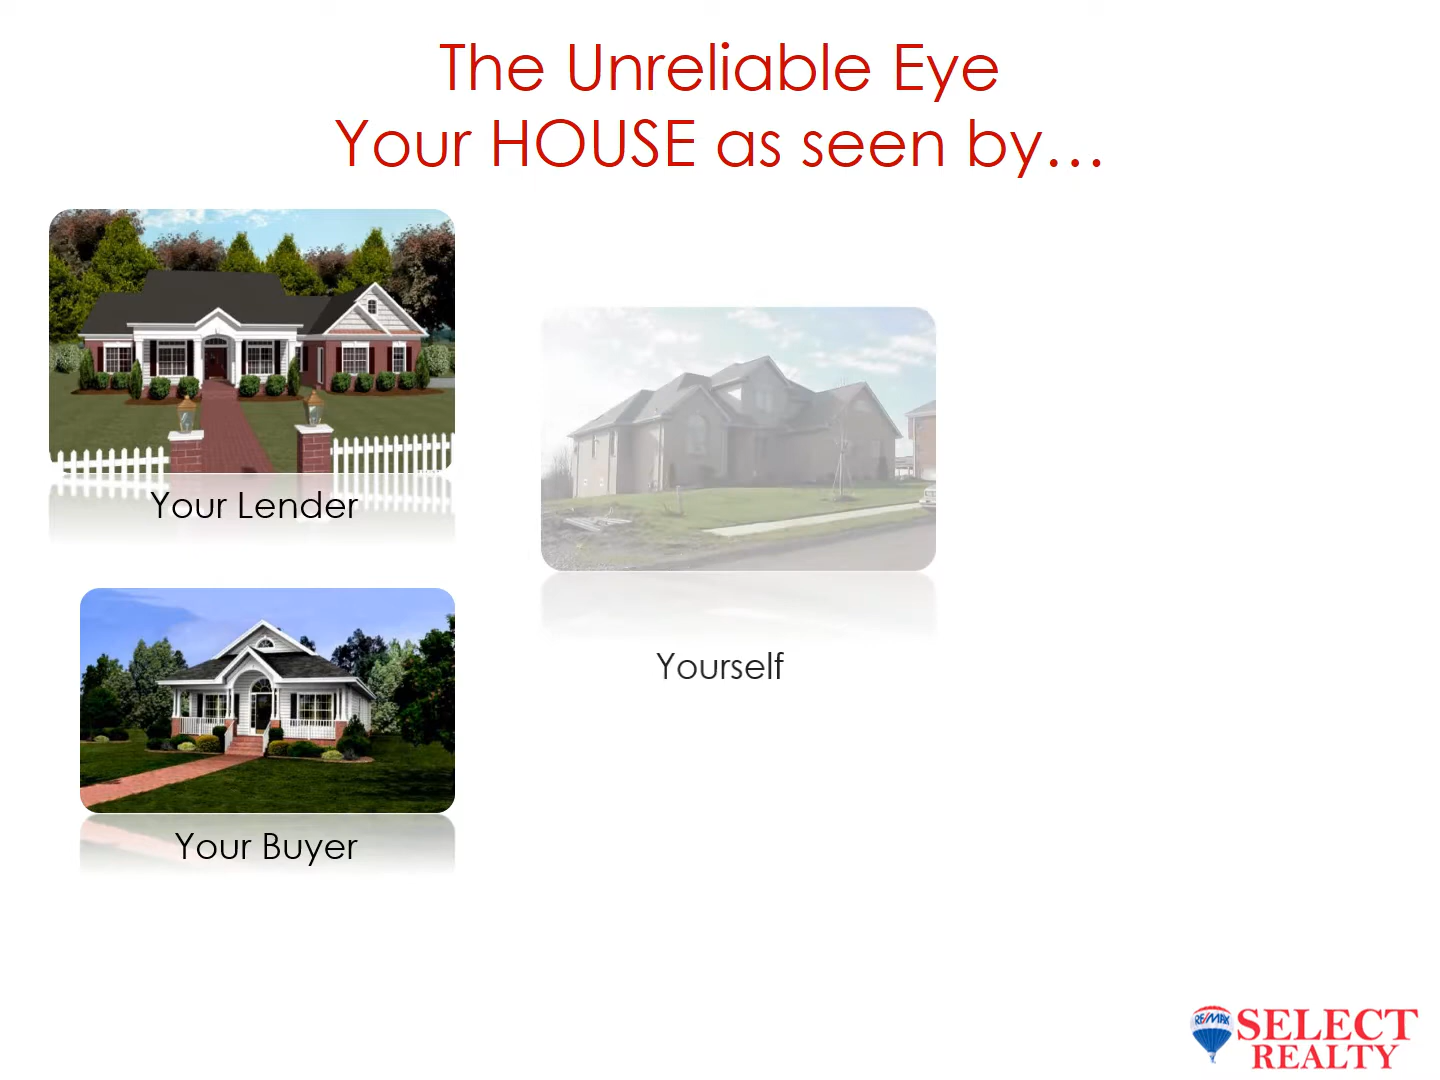 The Unreliable Eye
Your HOUSE as seen by...
Your Lender
Yourself
Your Buyer
RE/MAX
SELECT
REALTY